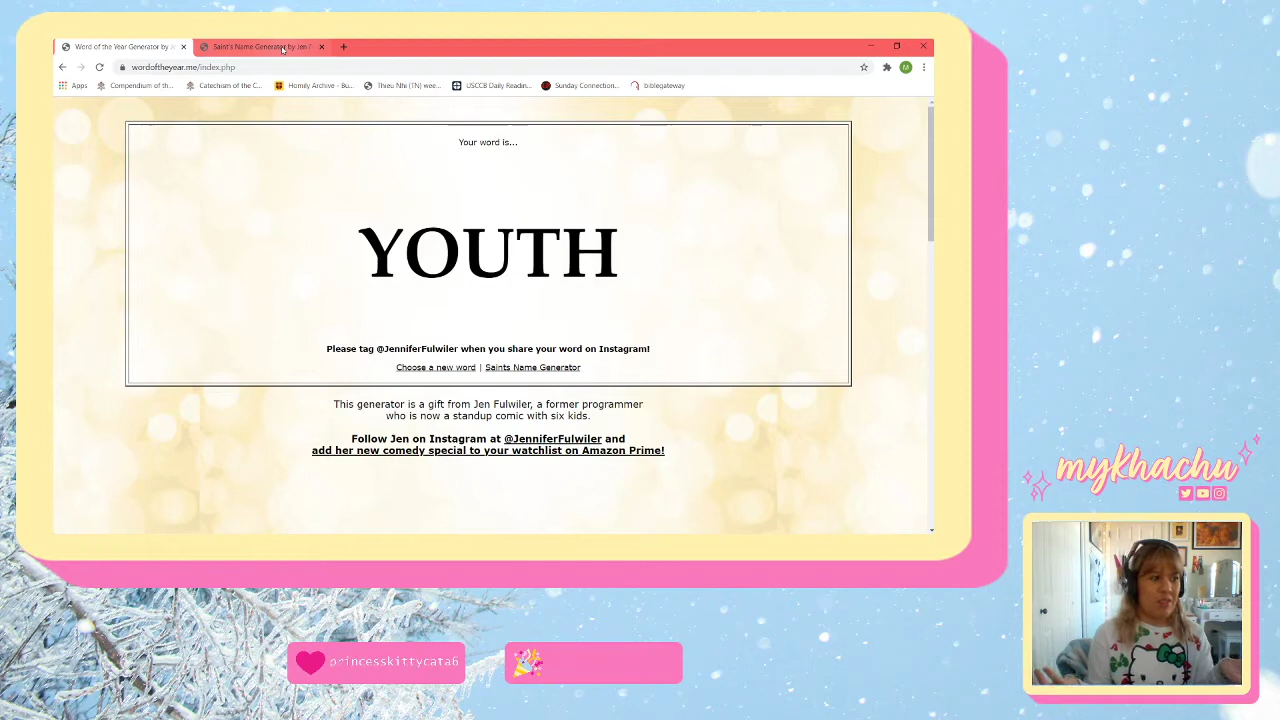 Word of the Year Generator by Je
Saint's Name Generator by Jen F
wordoftheyear.me/index.php
M
Apps
Compendium of th...
Catechism of the C...
Homily Archive – Bu...
Thieu Nhi (TN) wee...
USCCB Daily Readin...
Sunday Connection...
biblegateway
Your word is...
YOUTH
Please tag @JenniferFulwiler when you share your word on Instagram!
Choose a new word | Saints Name Generator
This generator is a gift from Jen Fulwiler, a former programmer
who is now a standup comic with six kids.
Follow Jen on Instagram at @JenniferFulwiler and
add her new comedy special to your watchlist on Amazon Prime!
mykhachu
princesskittycata6